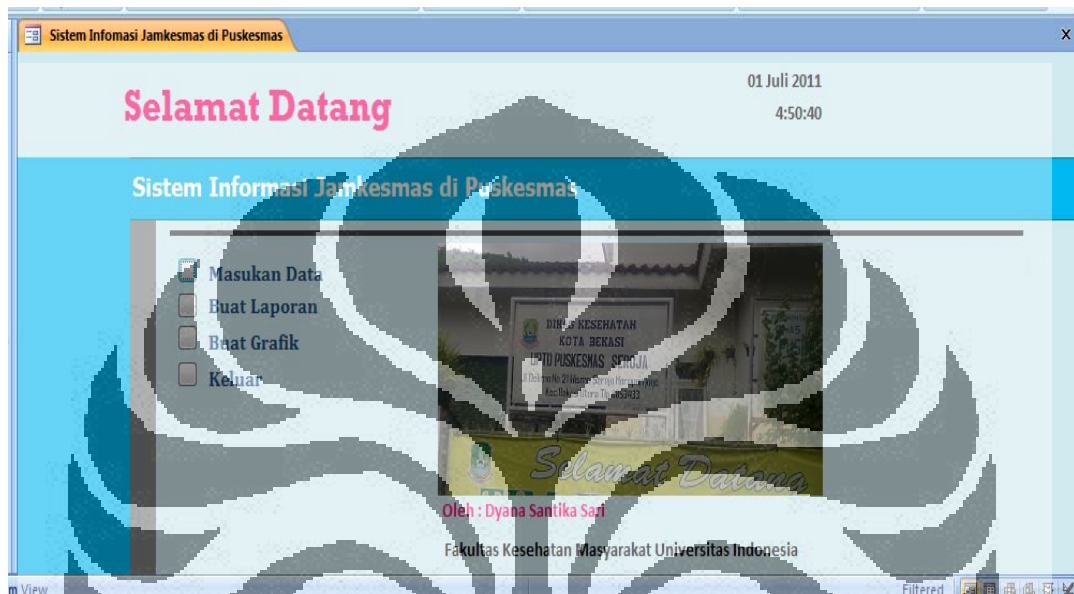 Sistem Infomasi Jamkesmas di Puskesmas
01 Juli 2011
Selamat Datang
4:50:40
Sistem Informasi Jamkesmas di Puskesmas
Masukan Data
Buat Laporan
Buat Grafik
Keluar
DINAS KESEHATAN
KOTA BEKASI
UPTD PUSKESMAS SEROJA
Selamat Datang
Oleh : Dyana Santika Sari
Fakultas Kesehatan Masyarakat Universitas Indonesia
View
Filtered